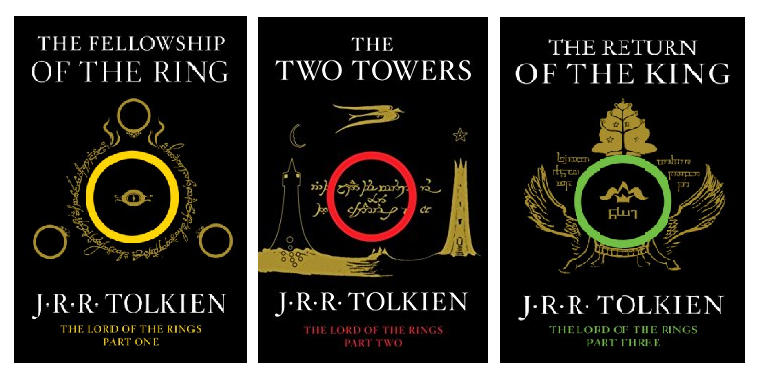 THE FELLOWSHIP
OF THE RING
J·R·R· TOLKIEN
THE LORD OF THE RINGS
PART ONE
THE
TWO TOWERS
J·R·R· TOLKIEN
THE LORD OF THE RINGS
PART TWO
THE RETURN
OF THE KING
J·R·R· TOLKIEN
THE LORD OF THE RINGS
PART THREE